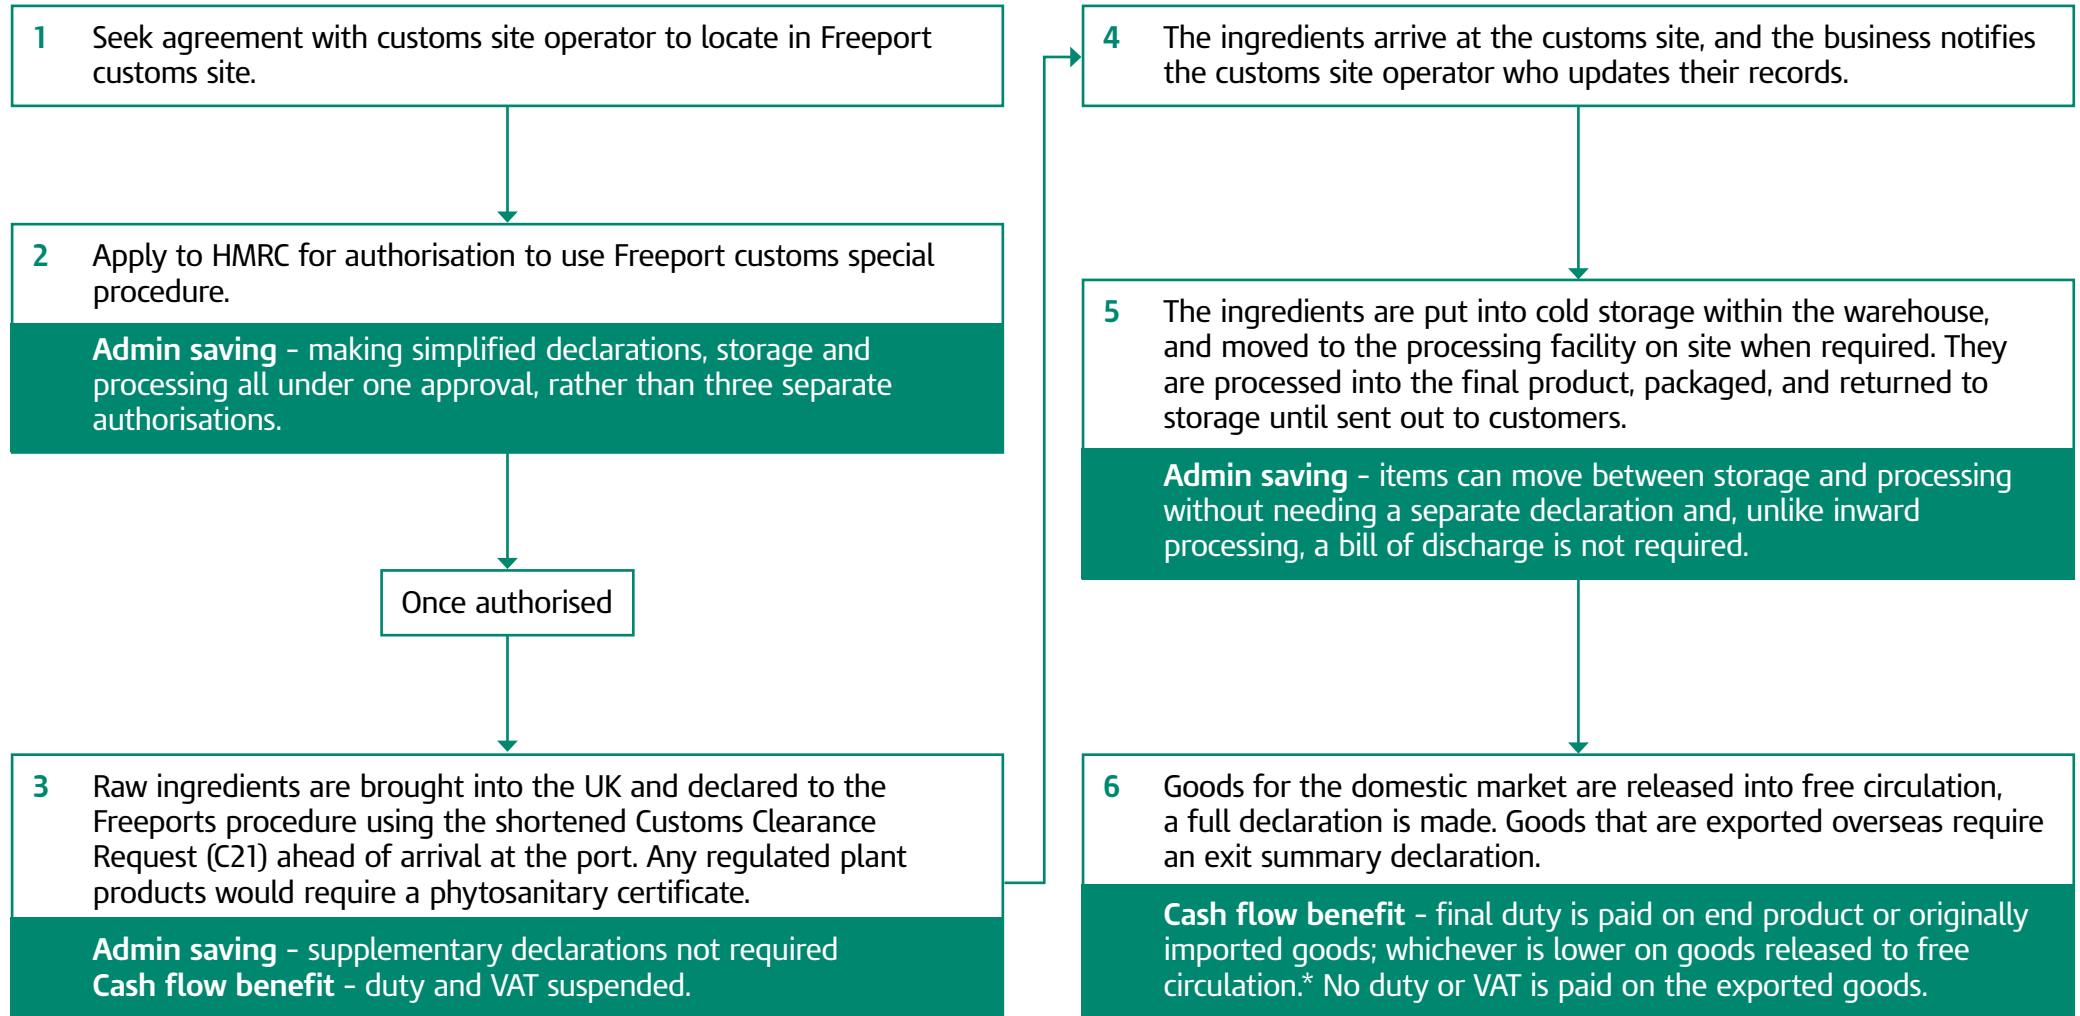 1 Seek agreement with customs site operator to locate in Freeport
customs site.
2 Apply to HMRC for authorisation to use Freeport customs special
procedure.
Admin saving – making simplified declarations, storage and
processing all under one approval, rather than three separate
authorisations.
Once authorised
3 Raw ingredients are brought into the UK and declared to the
Freeports procedure using the shortened Customs Clearance
Request (C21) ahead of arrival at the port. Any regulated plant
products would require a phytosanitary certificate.
Admin saving – supplementary declarations not required
Cash flow benefit – duty and VAT suspended.
4 The ingredients arrive at the customs site, and the business notifies
the customs site operator who updates their records.
5 The ingredients are put into cold storage within the warehouse,
and moved to the processing facility on site when required. They
are processed into the final product, packaged, and returned to
storage until sent out to customers.
Admin saving – items can move between storage and processing
without needing a separate declaration and, unlike inward
processing, a bill of discharge is not required.
6 Goods for the domestic market are released into free circulation,
a full declaration is made. Goods that are exported overseas require
an exit summary declaration.
Cash flow benefit – final duty is paid on end product or originally
imported goods; whichever is lower on goods released to free
circulation.* No duty or VAT is paid on the exported goods.